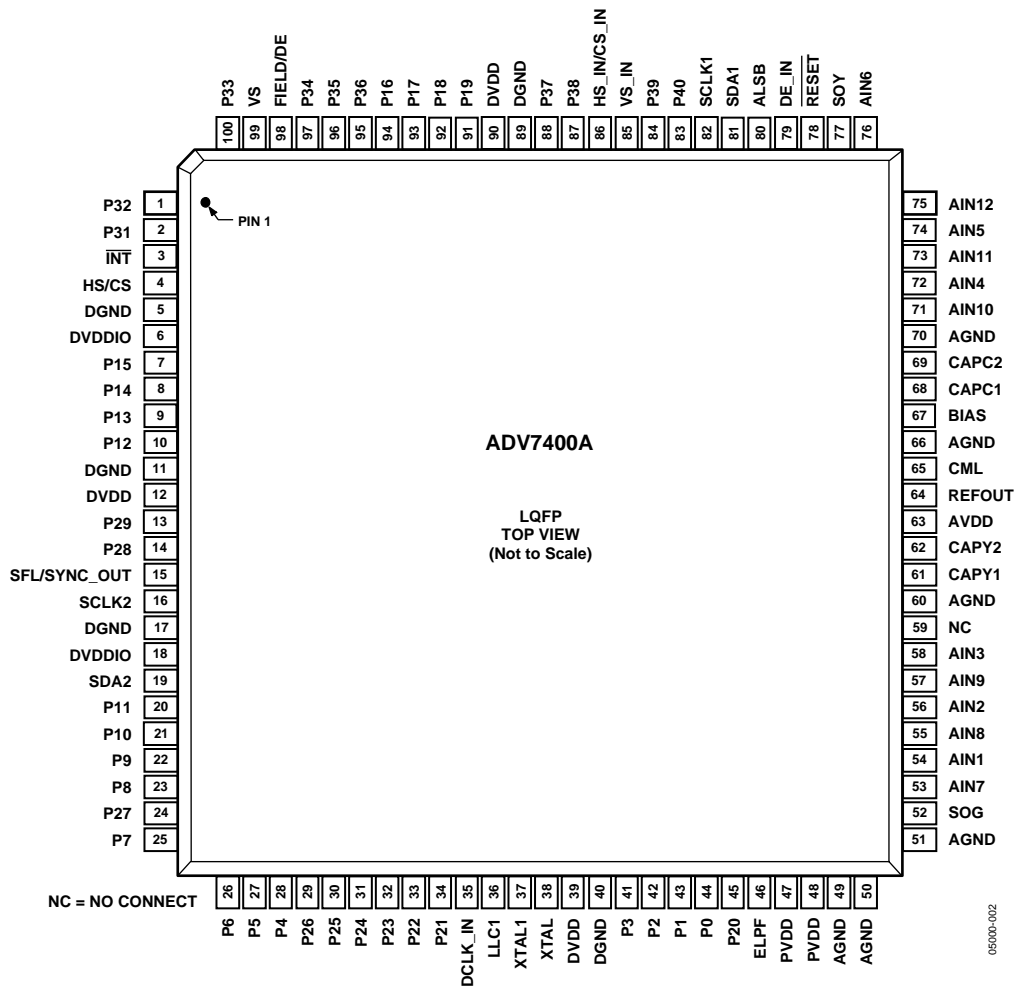 P33 VS FIELD/DE P34 P35 P36 P16 P17 P18 P19 DVDD DGND P37 P38 HS_IN/CS_IN VS_IN P39 P40 SCLK1 SDA1 ALSB DE_IN RESET SOY AIN6
100 99 98 97 96 95 94 93 92 91 90 89 88 87 86 85 84 83 82 81 80 79 78 77 76
PIN 1
P32 1
P31 2
INT 3
HS/CS 4
DGND 5
DVDDIO 6
P15 7
P14 8
P13 9
P12 10
DGND 11
DVDD 12
P29 13
P28 14
SFL/SYNC_OUT 15
SCLK2 16
DGND 17
DVDDIO 18
SDA2 19
P11 20
P10 21
P9 22
P8 23
P27 24
P7 25
ADV7400A
LQFP
TOP VIEW
(Not to Scale)
75 AIN12
74 AIN5
73 AIN11
72 AIN4
71 AIN10
70 AGND
69 CAPC2
68 CAPC1
67 BIAS
66 AGND
65 CML
64 REFOUT
63 AVDD
62 CAPY2
61 CAPY1
60 AGND
59 NC
58 AIN3
57 AIN9
56 AIN2
55 AIN8
54 AIN1
53 AIN7
52 SOG
51 AGND
NC = NO CONNECT
26 27 28 29 30 31 32 33 34 35 36 37 38 39 40 41 42 43 44 45 46 47 48 49 50
P6 P5 P4 P26 P25 P24 P23 P22 P21 DCLK_IN LLC1 XTAL1 XTAL DVDD DGND P3 P2 P1 P0 P20 ELPF PVDD PVDD AGND AGND
05000-002